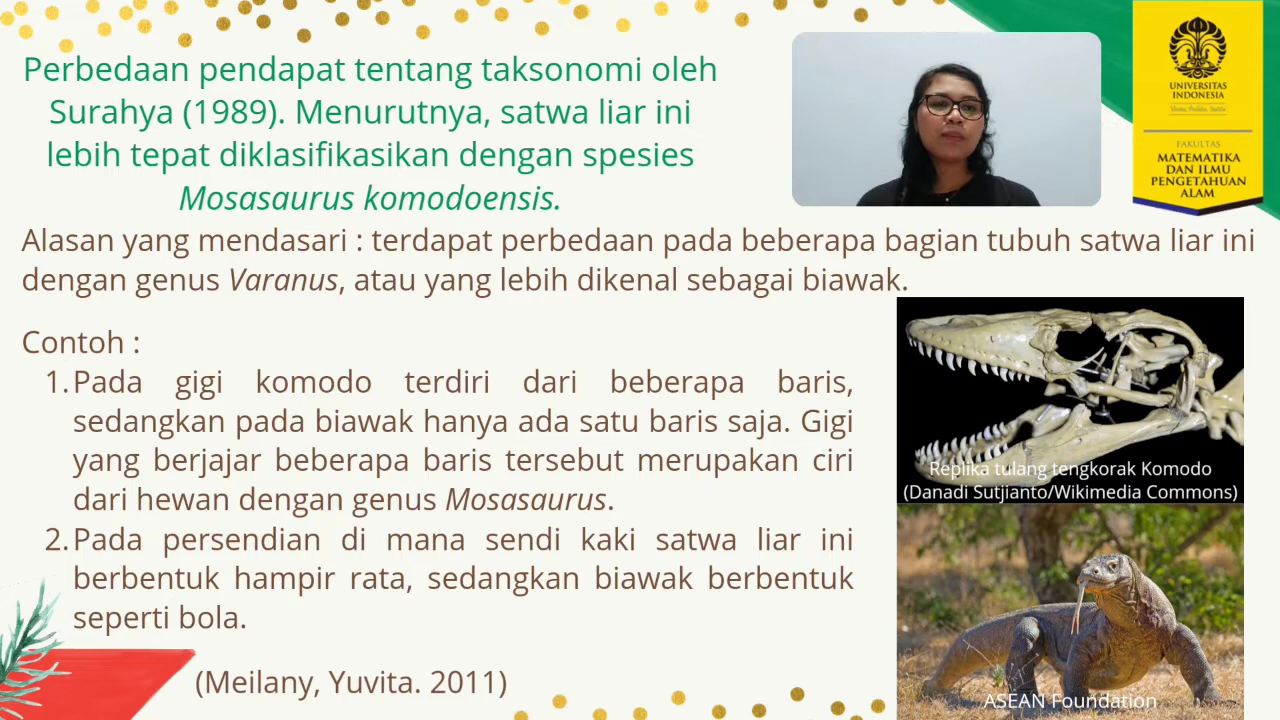 Perbedaan pendapat tentang taksonomi oleh
Surahya (1989). Menurutnya, satwa liar ini
lebih tepat diklasifikasikan dengan spesies
Mosasaurus komodoensis.
UNIVERSITAS
INDONESIA
FAKULTAS
MATEMATIKA
DAN ILMU
PENGETAHUAN
ALAM
Alasan yang mendasari : terdapat perbedaan pada beberapa bagian tubuh satwa liar ini
dengan genus Varanus, atau yang lebih dikenal sebagai biawak.
Contoh :
1. Pada gigi komodo terdiri dari beberapa baris,
sedangkan pada biawak hanya ada satu baris saja. Gigi
yang berjajar beberapa baris tersebut merupakan ciri
dari hewan dengan genus Mosasaurus.
2. Pada persendian di mana sendi kaki satwa liar ini
berbentuk hampir rata, sedangkan biawak berbentuk
seperti bola.
(Meilany, Yuvita. 2011)
Replika tulang tengkorak Komodo
(Danadi Sutjianto/Wikimedia Commons)
ASEAN Foundation